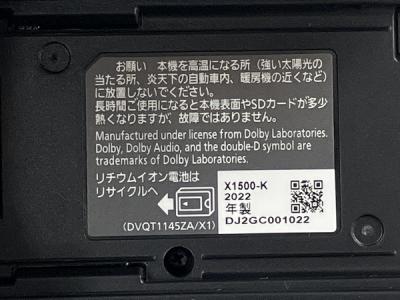 お願い 本機を高温になる所(強い太陽光の
当たる所、炎天下の自動車内、暖房機の近くなど)
に放置しないでください。
長時間ご使用になると本機表面やSDカードが多少
熱くなりますが、故障ではありません。
Manufactured under license from Dolby Laboratories.
Dolby, Dolby Audio, and the double-D symbol are
trademarks of Dolby Laboratories.
リチウムイオン電池は
リサイクルへ
(DVQT1145ZA/X1)
X1500-K
2022
年製
DJ2GC001022